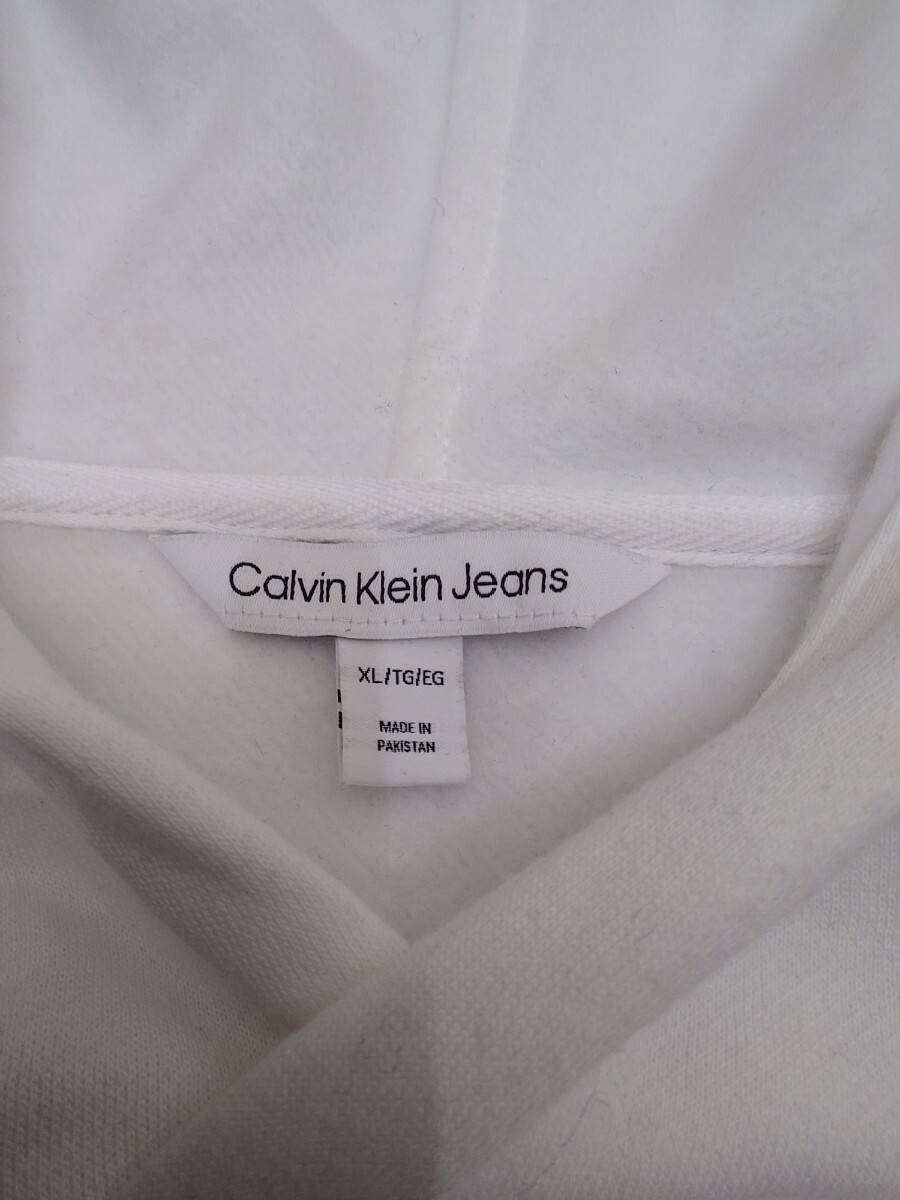 Calvin Klein Jeans
XL/TG/EG
MADE IN
PAKISTAN